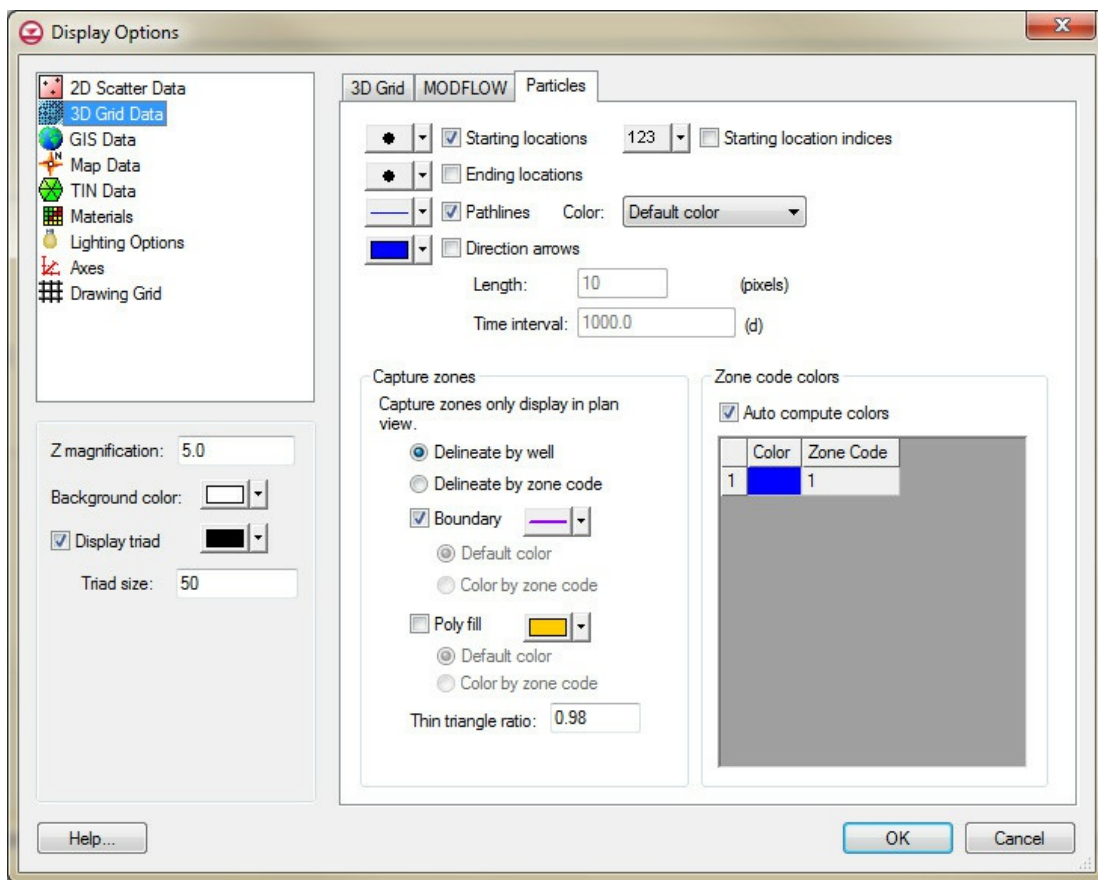 Display Options
2D Scatter Data
3D Grid Data
GIS Data
Map Data
TIN Data
Materials
Lighting Options
Axes
Drawing Grid
Z magnification: 5.0
Background color:
Display triad
Triad size: 50
3D Grid MODFLOW Particles
Starting locations 123 Starting location indices
Ending locations
Pathlines Color: Default color
Direction arrows
Length: 10 (pixels)
Time interval: 1000.0 (d)
Capture zones
Capture zones only display in plan
view.
Delineate by well
Delineate by zone code
Boundary
Default color
Color by zone code
Poly fill
Default color
Color by zone code
Thin triangle ratio: 0.98
Zone code colors
Auto compute colors
Color Zone Code
1 1
Help... OK Cancel